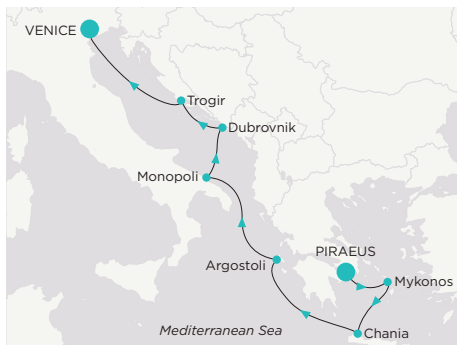 VENICE
Trogir
Dubrovnik
Monopoli
PIRAEUS
Argostoli
Mykonos
Mediterranean Sea
Chania